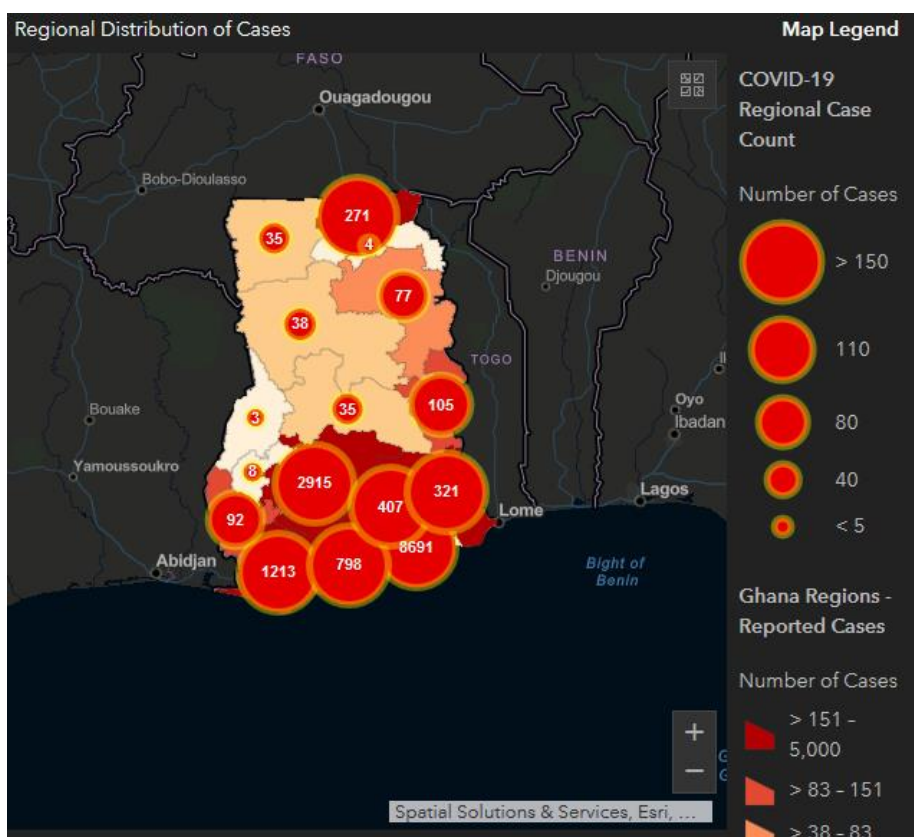 Regional Distribution of Cases
Map Legend
FASO
Ouagadougou
Bobo-Dioulasso
271
35
4
BENIN
Djougou
77
38
TOGO
105
35
3
Bouake
Oyo
Ibadan
8
2915
321
Yamoussoukro
407
Lagos
92
Lome
8691
Abidjan
1213
798
Bight of
Benin
COVID-19
Regional Case
Count
Number of Cases
> 150
110
80
40
< 5
Ghana Regions -
Reported Cases
Number of Cases
> 151 –
5,000
> 83 – 151
> 38 – 83
+
−
Spatial Solutions & Services, Esri, ...